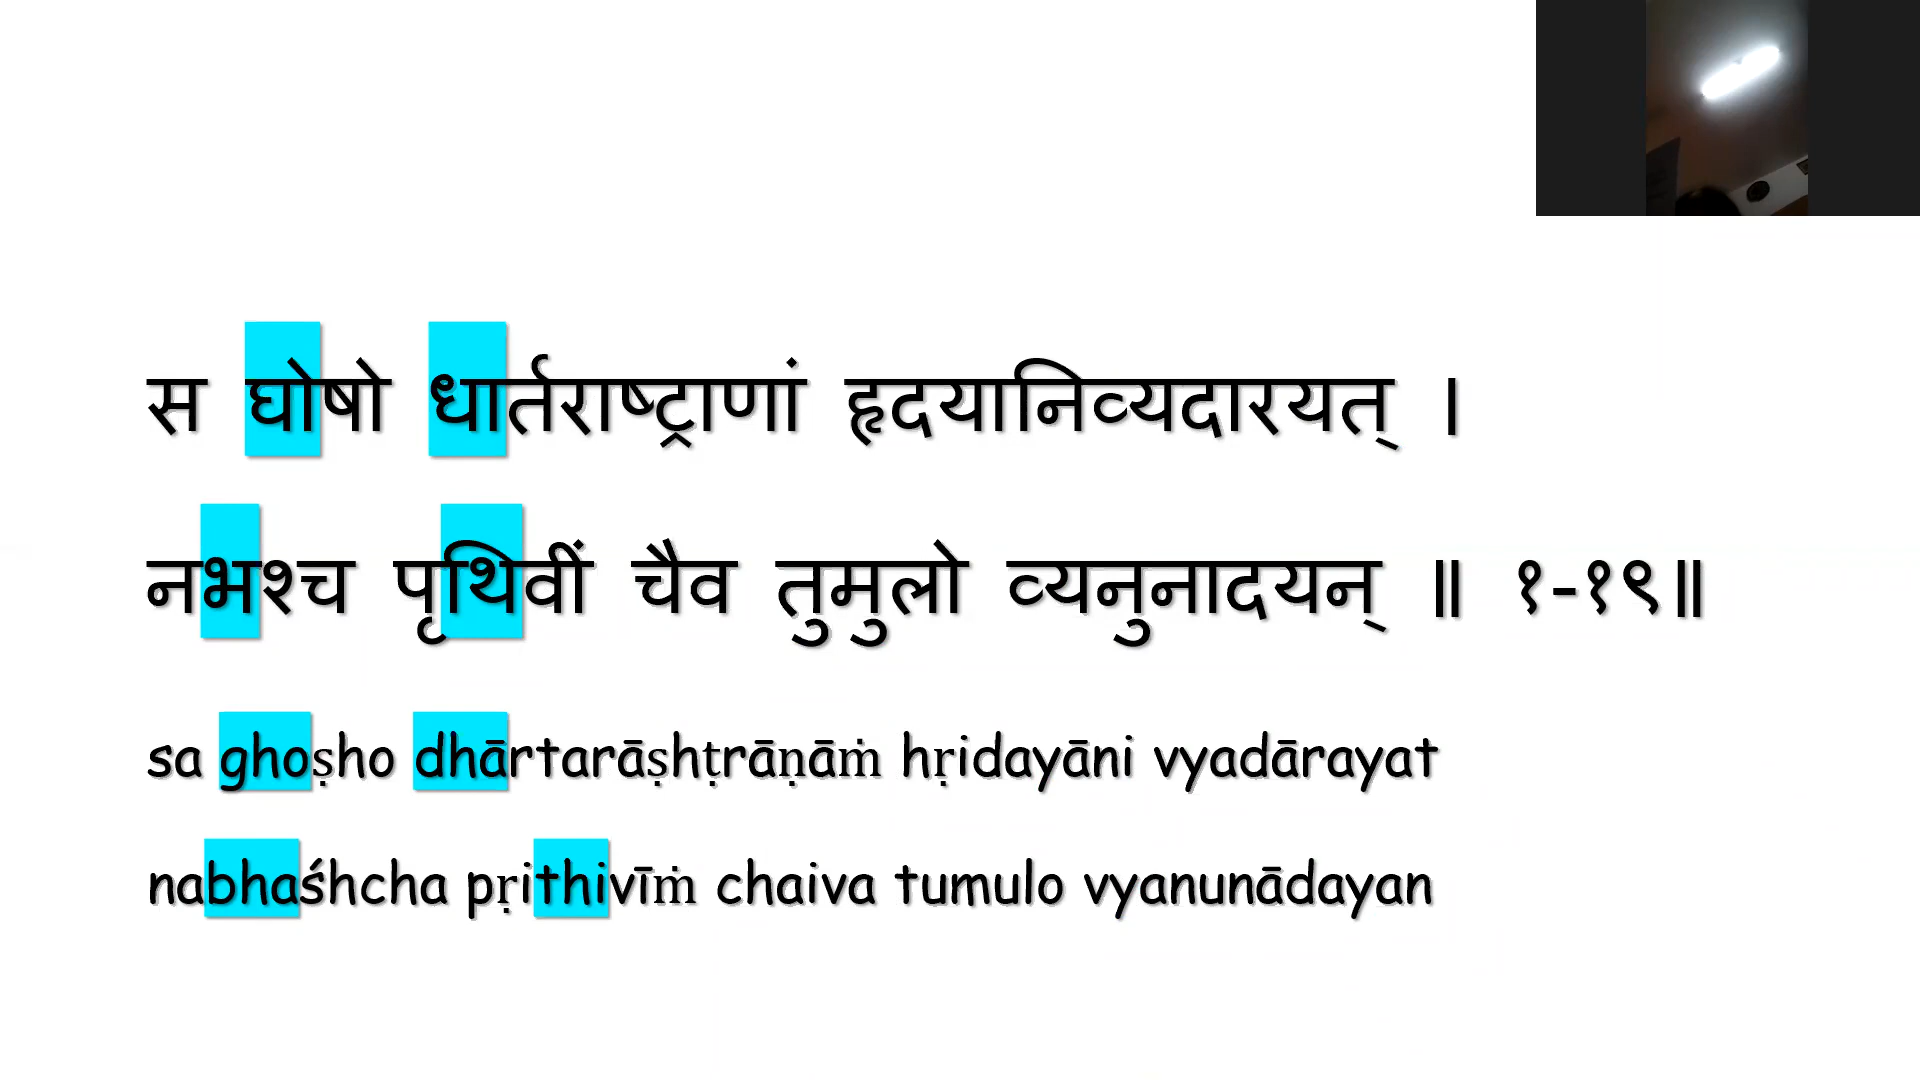 स घोषो धार्तराष्ट्राणां हृदयानिव्यदारयत् ।
नभश्च पृथिवीं चैव तुमुलो व्यनुनादयन् ॥ १-१९॥
sa ghoṣho dhārtarāṣhṭrāṇāṁ hṛidayāni vyadārayat
nabhaśhcha pṛithivīṁ chaiva tumulo vyanunādayan